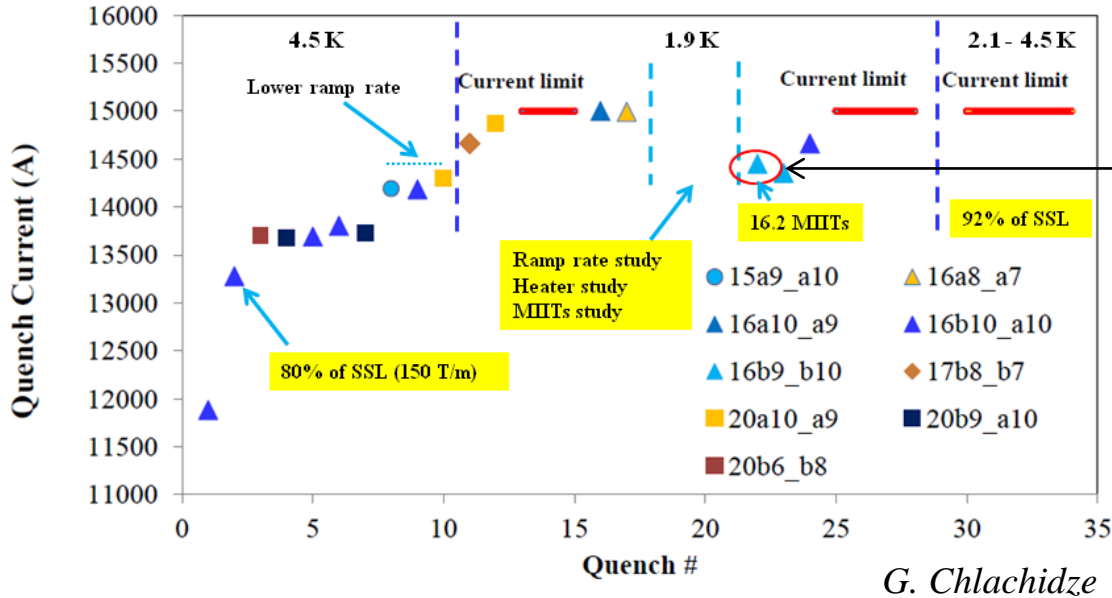 4.5 K
1.9 K
2.1 - 4.5 K
Lower ramp rate
Current limit
Current limit
Current limit
16.2 MIITs
92% of SSL
Ramp rate study
Heater study
MIITs study
80% of SSL (150 T/m)
15a9_a10
16a8_a7
16a10_a9
16b10_a10
16b9_b10
17b8_b7
20a10_a9
20b9_a10
20b6_b8
Quench Current (A)
16000
15000
15500
14500
14000
13500
13000
12500
12000
11500
11000
0
5
10
15
20
25
30
35
Quench #
G. Chlachidze